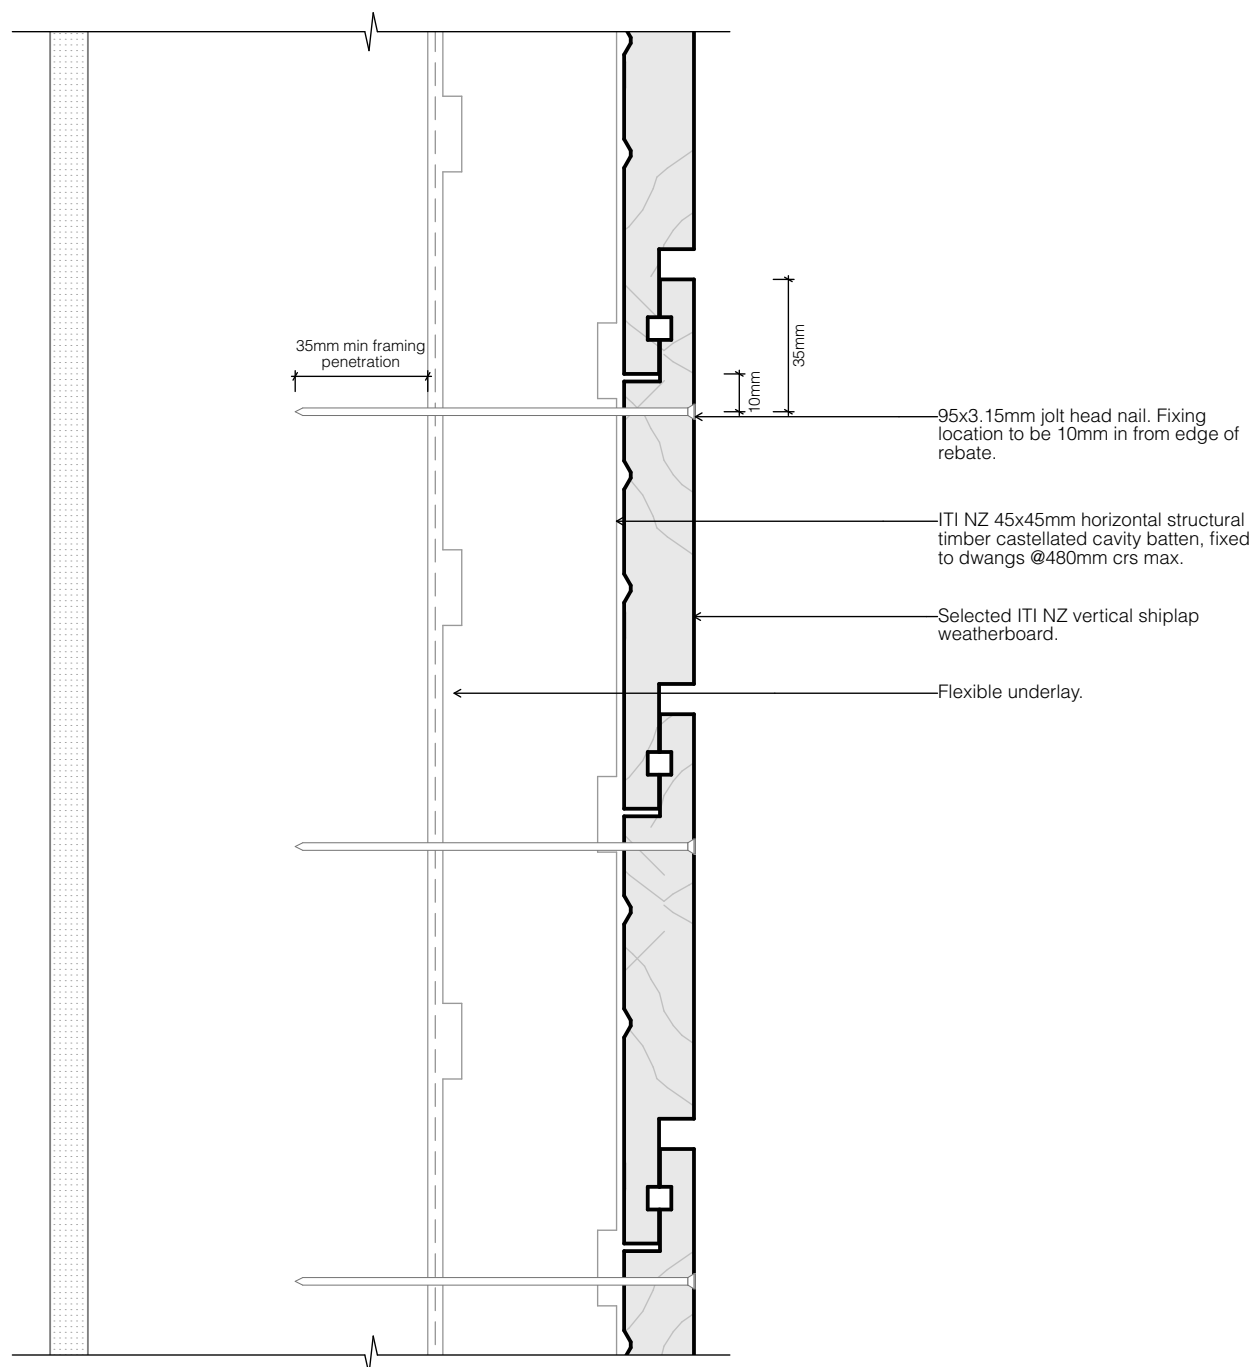 35mm min framing
penetration
35mm
10mm
95x3.15mm jolt head nail. Fixing
location to be 10mm in from edge of
rebate.
ITI NZ 45x45mm horizontal structural
timber castellated cavity batten, fixed
to dwangs @480mm crs max.
Selected ITI NZ vertical shiplap
weatherboard.
Flexible underlay.